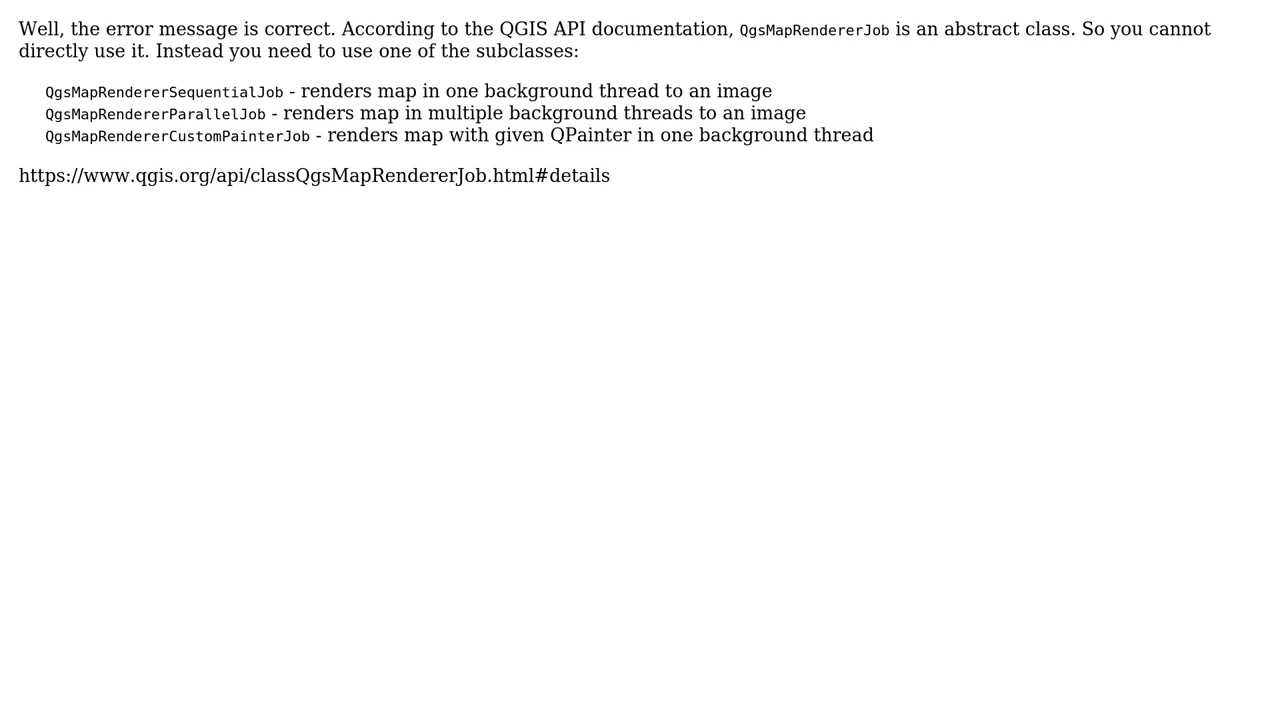 Well, the error message is correct. According to the QGIS API documentation, QgsMapRendererJob is an abstract class. So you cannot
directly use it. Instead you need to use one of the subclasses:
QgsMapRendererSequentialJob - renders map in one background thread to an image
QgsMapRendererParallelJob - renders map in multiple background threads to an image
QgsMapRendererCustomPainterJob - renders map with given QPainter in one background thread
https://www.qgis.org/api/classQgsMapRendererJob.html#details